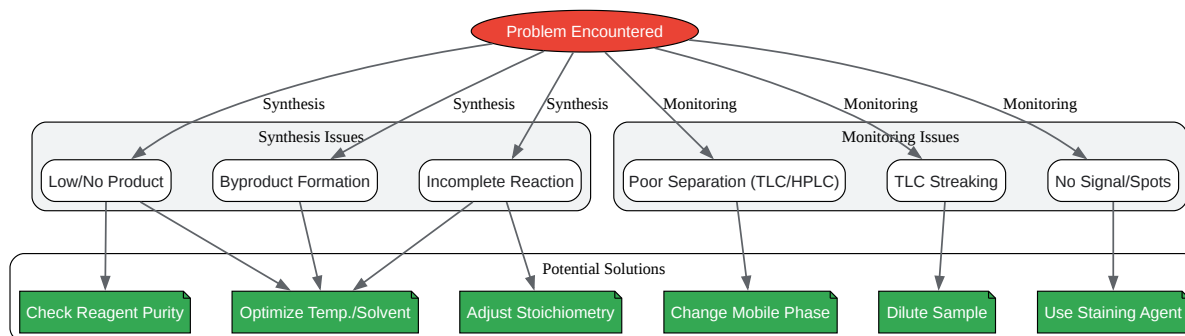 Problem Encountered
Synthesis
Synthesis
Synthesis
Monitoring
Monitoring
Monitoring
Synthesis Issues
Monitoring Issues
Low/No Product
Byproduct Formation
Incomplete Reaction
Poor Separation (TLC/HPLC)
TLC Streaking
No Signal/Spots
Potential Solutions
Check Reagent Purity
Optimize Temp./Solvent
Adjust Stoichiometry
Change Mobile Phase
Dilute Sample
Use Staining Agent